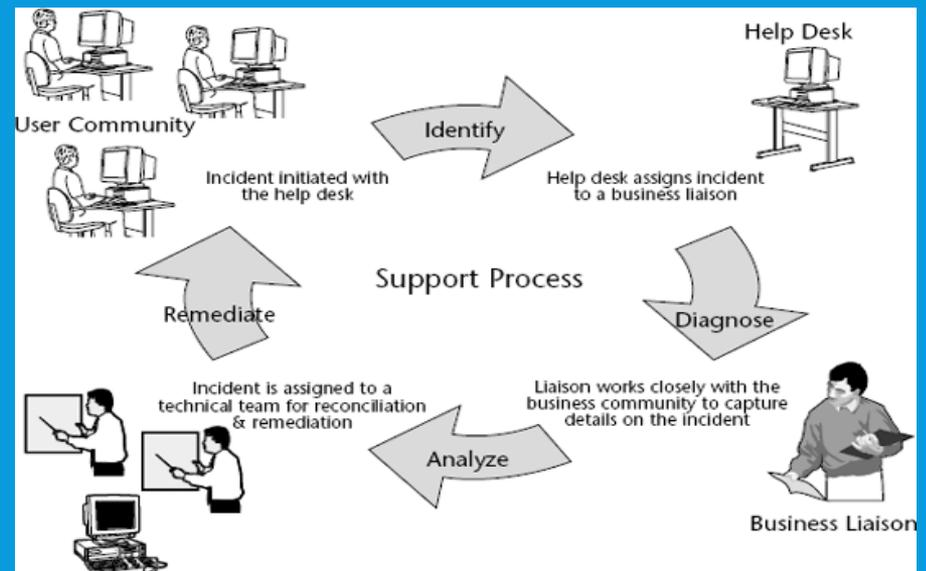 Help Desk
User Community
Identify
Incident initiated with
the help desk
Help desk assigns incident
to a business liaison
Support Process
Remediate
Diagnose
Incident is assigned to a
technical team for reconciliation
& remediation
Liaison works closely with the
business community to capture
details on the incident
Analyze
Business Liaison